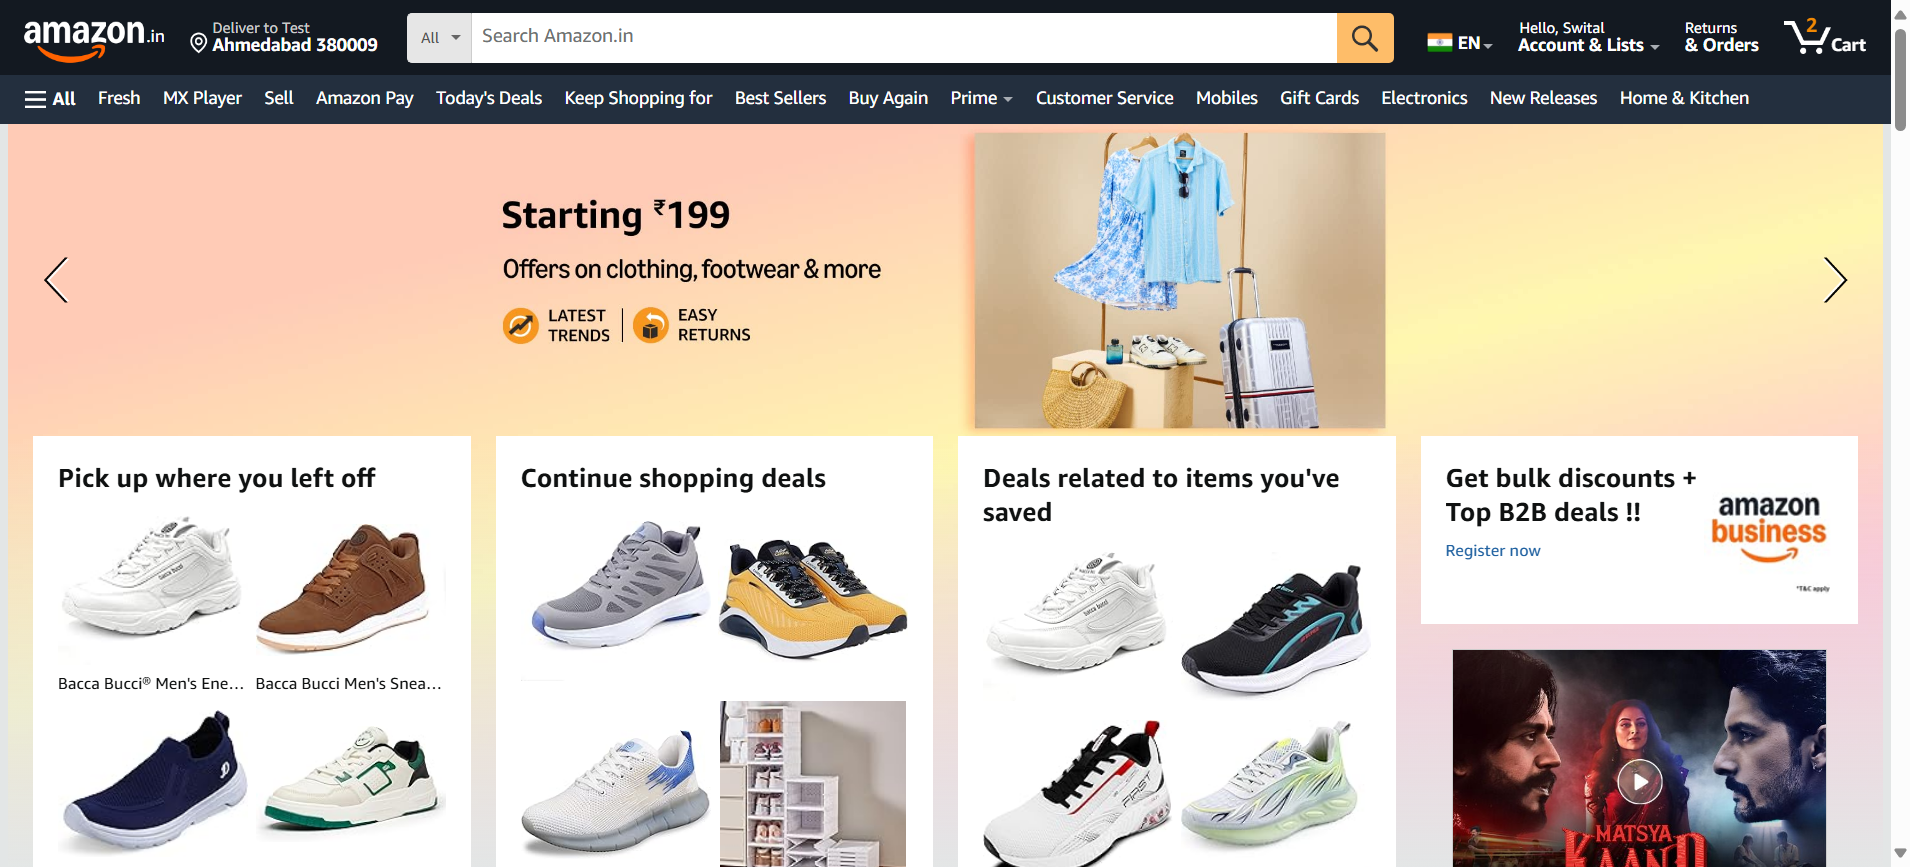 amazon.in
Deliver to Test
Ahmedabad 380009
All
Search Amazon.in
EN
Hello, Swital
Account & Lists
Returns
& Orders
2
Cart
All
Fresh
MX Player
Sell
Amazon Pay
Today's Deals
Keep Shopping for
Best Sellers
Buy Again
Prime
Customer Service
Mobiles
Gift Cards
Electronics
New Releases
Home & Kitchen
Starting ₹199
Offers on clothing, footwear & more
LATEST
TRENDS
EASY
RETURNS
Pick up where you left off
bacca bucci
Bacca Bucci® Men's Ene...
Bacca Bucci Men's Snea...
Continue shopping deals
Deals related to items you've
saved
bacca bucci
Get bulk discounts +
Top B2B deals !!
Register now
amazon
business
*T&C apply
MATSYA
KAAND